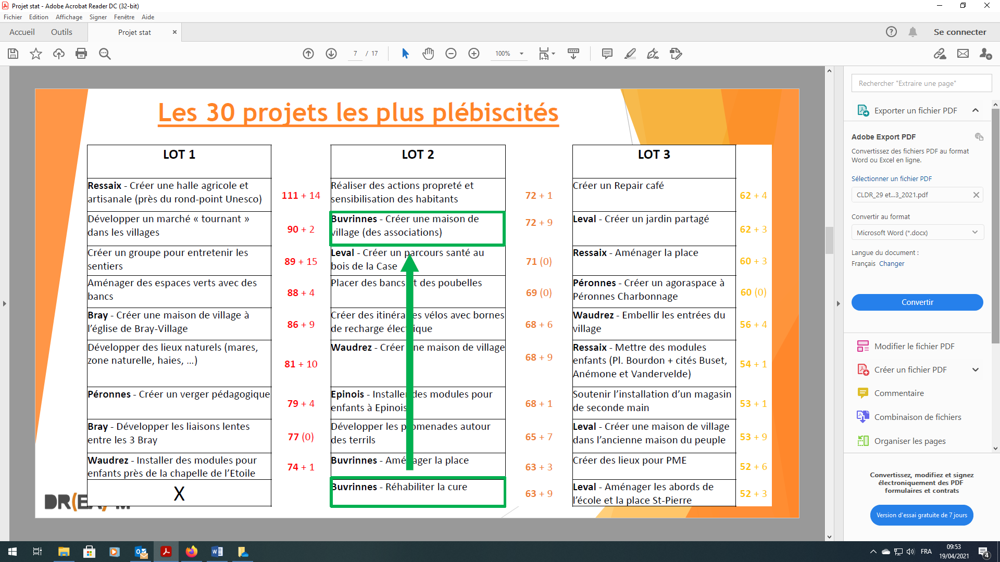 Projet stat - Adobe Acrobat Reader DC (32-bit)
Fichier Edition Affichage Signer Fenêtre Aide
Accueil Outils Projet stat × Se connecter
7 / 17 100%
Les 30 projets les plus plébiscités
LOT 1
Ressaix - Créer une halle agricole et
artisanale (près du rond-point Unesco)
111 + 14
Développer un marché « tournant »
dans les villages
90 + 2
Créer un groupe pour entretenir les
sentiers
89 + 15
Aménager des espaces verts avec des
bancs
88 + 4
Bray - Créer une maison de village à
l’église de Bray-Village
86 + 9
Développer des lieux naturels (mares,
zone naturelle, haies, …)
81 + 10
Péronnes - Créer un verger pédagogique
79 + 4
Bray - Développer les liaisons lentes
entre les 3 Bray
77 (0)
Waudrez - Installer des modules pour
enfants près de la chapelle de l’Etoile
74 + 1
X
LOT 2
Réaliser des actions propreté et
sensibilisation des habitants
72 + 1
Buvrinnes - Créer une maison de
village (des associations)
72 + 9
Leval - Créer un parcours santé au
bois de la Case
71 (0)
Placer des bancs et des poubelles
69 (0)
Créer des itinéraires vélos avec bornes
de recharge électrique
68 + 6
Waudrez - Créer une maison de village
68 + 9
Epinois - Installer des modules pour
enfants à Epinois
68 + 1
Développer les promenades autour
des terrils
65 + 7
Buvrinnes - Aménager la place
63 + 3
Buvrinnes - Réhabiliter la cure
63 + 9
LOT 3
Créer un Repair café
62 + 4
Leval - Créer un jardin partagé
62 + 3
Ressaix - Aménager la place
60 + 3
Péronnes - Créer un agoraspace à
Péronnes Charbonnage
60 (0)
Waudrez - Embellir les entrées du
village
56 + 4
Ressaix - Mettre des modules
enfants (Pl. Bourdon + cités Buset,
Anémone et Vandervelde)
54 + 1
Soutenir l’installation d’un magasin
de seconde main
53 + 1
Leval - Créer une maison de village
dans l’ancienne maison du peuple
53 + 9
Créer des lieux pour PME
52 + 6
Leval - Aménager les abords de
l’école et la place St-Pierre
52 + 3
Rechercher "Extraire une page"
Exporter un fichier PDF
Adobe Export PDF
Convertissez des fichiers PDF au format
Word ou Excel en ligne.
Sélectionner un fichier PDF
CLDR_29 et...3_2021.pdf
Convertir au format
Microsoft Word (*.docx)
Langue du document :
Français Changer
Convertir
Modifier le fichier PDF
Créer un fichier PDF
Commentaire
Combinaison de fichiers
Organiser les pages
Convertissez, modifiez et signez
électroniquement des PDF
formulaires et contrats
Version d'essai gratuite de 7 jours
FRA
09:53
19/04/2021
4